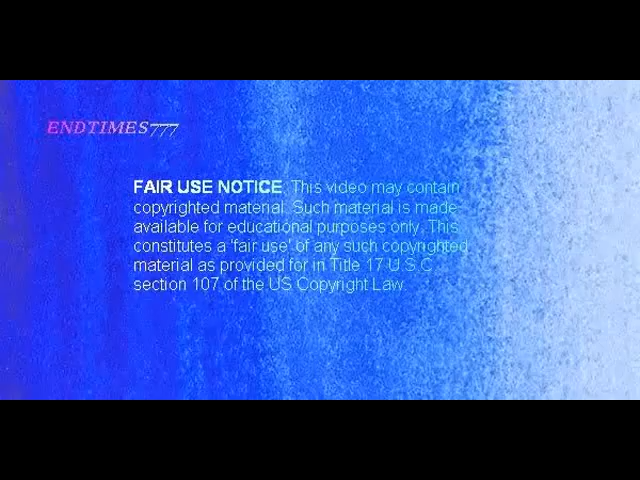 ENDTIMES777
FAIR USE NOTICE. This video may contain
copyrighted material. Such material is made
available for educational purposes only. This
constitutes a 'fair use' of any such copyrighted
material as provided for in Title 17 U.S.C
section 107 of the US Copyright Law.